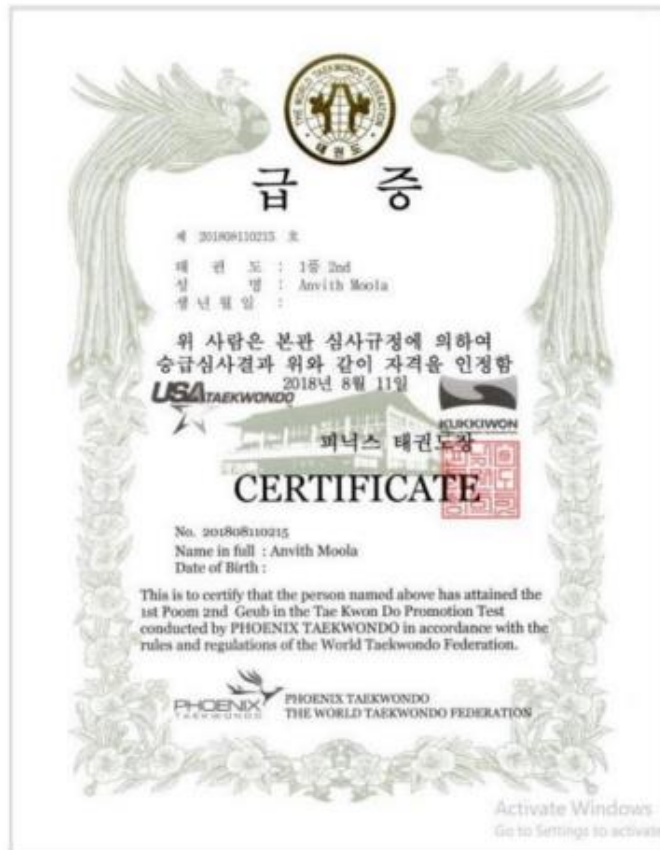 THE WORLD TAEKWONDO FEDERATION
태권도
급 증
제 201808110215 호
태 권 도 : 1품 2nd
성 명 : Anvith Moola
생 년 월 일 :
위 사람은 본관 심사규정에 의하여
승급심사결과 위와 같이 자격을 인정함
2018년 8월 11일
USA TAEKWONDO
KUKKIWON
피닉스 태권도장
CERTIFICATE
No. 201808110215
Name in full : Anvith Moola
Date of Birth :
This is to certify that the person named above has attained the
1st Poom 2nd Geub in the Tae Kwon Do Promotion Test
conducted by PHOENIX TAEKWONDO in accordance with the
rules and regulations of the World Taekwondo Federation.
PHOENIX
TAEKWONDO
PHOENIX TAEKWONDO
THE WORLD TAEKWONDO FEDERATION
Activate Windows
Go to Settings to activate